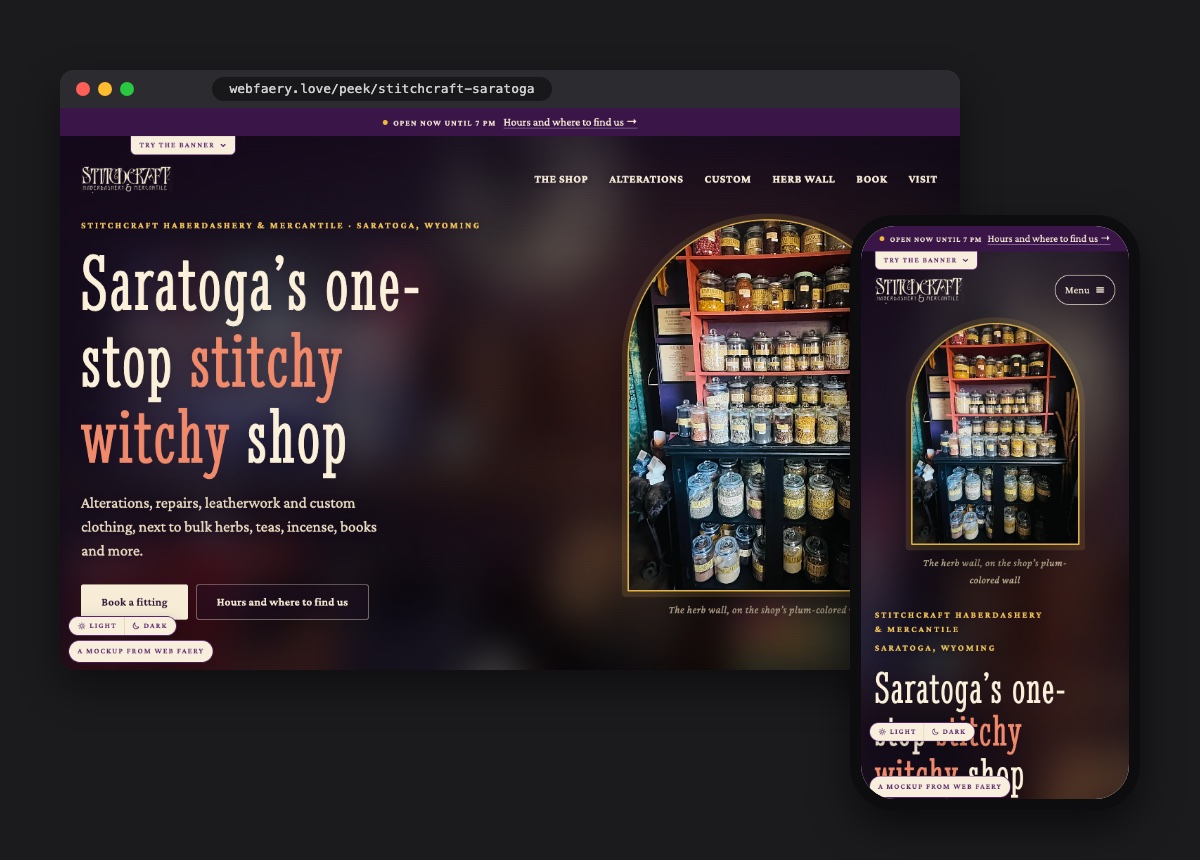 webfaery.love/peek/stitchcraft-saratoga
OPEN NOW UNTIL 7 PM Hours and where to find us →
TRY THE BANNER
STITCHCRAFT
HABERDASHERY & MERCANTILE
THE SHOP ALTERATIONS CUSTOM HERB WALL BOOK VISIT
STITCHCRAFT HABERDASHERY & MERCANTILE · SARATOGA, WYOMING
Saratoga’s one-
stop stitchy
witchy shop
Alterations, repairs, leatherwork and custom
clothing, next to bulk herbs, teas, incense, books
and more.
Book a fitting Hours and where to find us
LIGHT DARK
A MOCKUP FROM WEB FAERY
The herb wall, on the shop’s plum-colored
OPEN NOW UNTIL 7 PM Hours and where to find us →
TRY THE BANNER
STITCHCRAFT
HABERDASHERY & MERCANTILE
Menu
The herb wall, on the shop’s plum-
colored wall
STITCHCRAFT HABERDASHERY
& MERCANTILE
SARATOGA, WYOMING
Saratoga’s one-
stop stitchy
LIGHT DARK
witchy shop
A MOCKUP FROM WEB FAERY